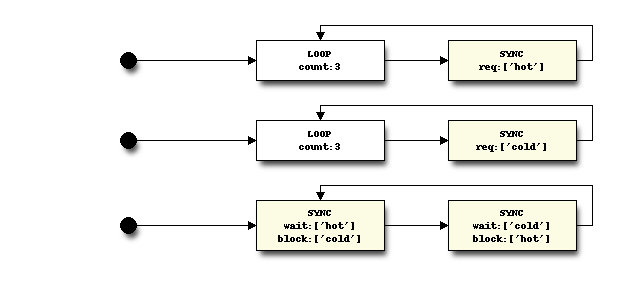 LOOP
count:3
SYNC
req:['hot']
LOOP
count:3
SYNC
req:['cold']
SYNC
wait:['hot']
block:['cold']
SYNC
wait:['cold']
block:['hot']